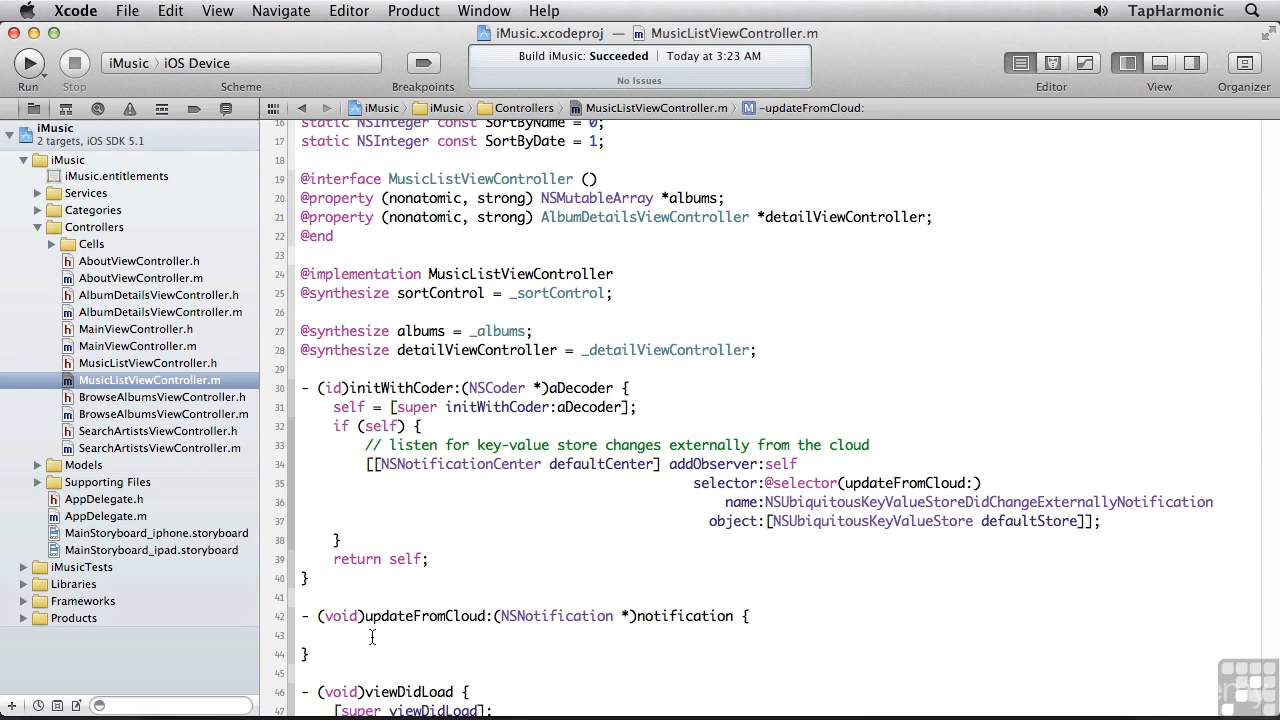 Xcode File Edit View Navigate Editor Product Window Help TapHarmonic
iMusic.xcodeproj — MusicListViewController.m
iMusic iOS Device
Build iMusic: Succeeded Today at 3:23 AM
No Issues
Run Stop Scheme Breakpoints Editor View Organizer
iMusic iMusic Controllers MusicListViewController.m M -updateFromCloud:
iMusic
2 targets, iOS SDK 5.1
iMusic
iMusic.entitlements
Services
Categories
Controllers
Cells
AboutViewController.h
AboutViewController.m
AlbumDetailsViewController.h
AlbumDetailsViewController.m
MainViewController.h
MainViewController.m
MusicListViewController.h
MusicListViewController.m
BrowseAlbumsViewController.h
BrowseAlbumsViewController.m
SearchArtistsViewController.h
SearchArtistsViewController.m
Models
Supporting Files
AppDelegate.h
AppDelegate.m
MainStoryboard_iphone.storyboard
MainStoryboard_ipad.storyboard
iMusicTests
Libraries
Frameworks
Products
16 static NSInteger const SortByName = 0;
17 static NSInteger const SortByDate = 1;
18
19 @interface MusicListViewController ()
20 @property (nonatomic, strong) NSMutableArray *albums;
21 @property (nonatomic, strong) AlbumDetailsViewController *detailViewController;
22 @end
23
24 @implementation MusicListViewController
25 @synthesize sortControl = _sortControl;
26
27 @synthesize albums = _albums;
28 @synthesize detailViewController = _detailViewController;
29
30 - (id)initWithCoder:(NSCoder *)aDecoder {
31 self = [super initWithCoder:aDecoder];
32 if (self) {
33 // listen for key-value store changes externally from the cloud
34 [[NSNotificationCenter defaultCenter] addObserver:self
35 selector:@selector(updateFromCloud:)
36 name:NSUbiquitousKeyValueStoreDidChangeExternallyNotification
37 object:[NSUbiquitousKeyValueStore defaultStore]];
38 }
39 return self;
40 }
41
42 - (void)updateFromCloud:(NSNotification *)notification {
43
44 }
45
46 - (void)viewDidLoad {
47 [super viewDidLoad];